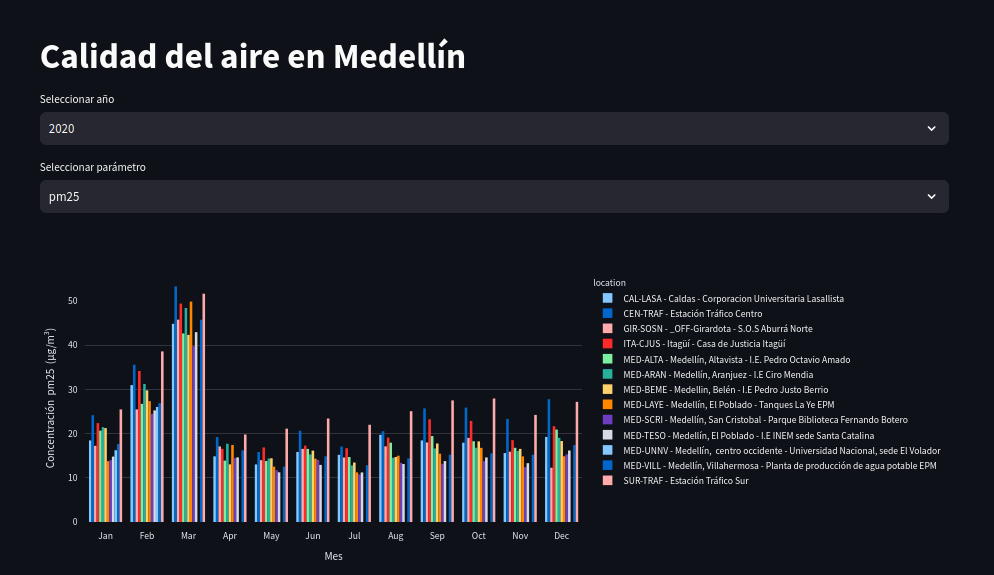 Calidad del aire en Medellín
Seleccionar año
2020
Seleccionar parámetro
pm25
location
CAL-LASA - Caldas - Corporacion Universitaria Lasallista
CEN-TRAF - Estación Tráfico Centro
GIR-SOSN - _OFF-Girardota - S.O.S Aburrá Norte
ITA-CJUS - Itagüí - Casa de Justicia Itagüí
MED-ALTA - Medellín, Altavista - I.E. Pedro Octavio Amado
MED-ARAN - Medellín, Aranjuez - I.E Ciro Mendia
MED-BEME - Medellin, Belén - I.E Pedro Justo Berrio
MED-LAYE - Medellín, El Poblado - Tanques La Ye EPM
MED-SCRI - Medellín, San Cristobal - Parque Biblioteca Fernando Botero
MED-TESO - Medellín, El Poblado - I.E INEM sede Santa Catalina
MED-UNNV - Medellín, centro occidente - Universidad Nacional, sede El Volador
MED-VILL - Medellín, Villahermosa - Planta de producción de agua potable EPM
SUR-TRAF - Estación Tráfico Sur
Concentración pm25 (µg/m³)
50
40
30
20
10
0
Jan Feb Mar Apr May Jun Jul Aug Sep Oct Nov Dec
Mes